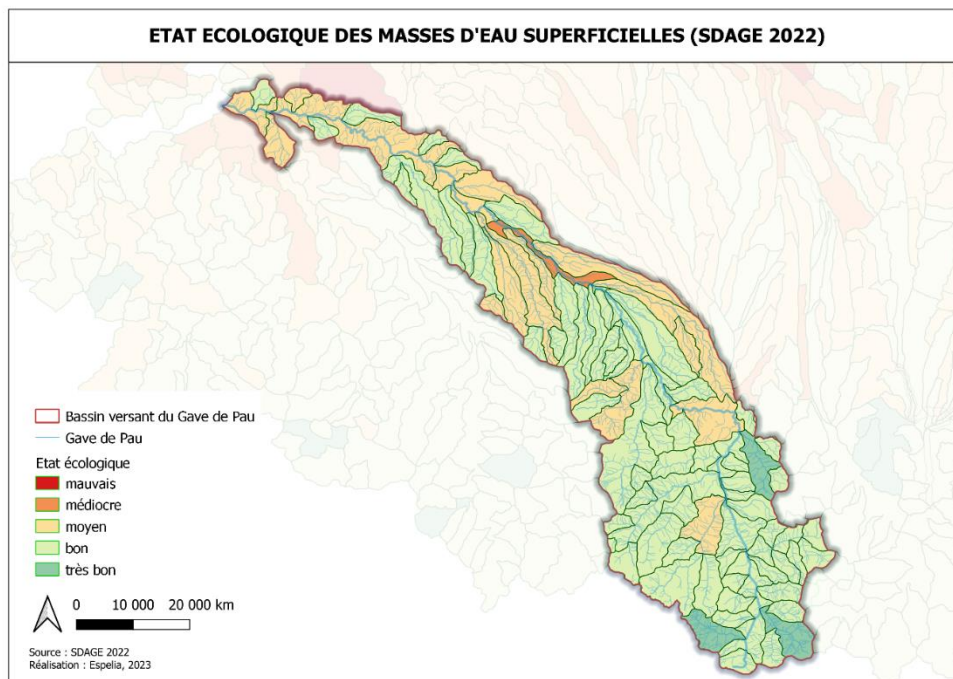 ETAT ECOLOGIQUE DES MASSES D'EAU SUPERFICIELLES (SDAGE 2022)
Bassin versant du Gave de Pau
Gave de Pau
Etat écologique
mauvais
médiocre
moyen
bon
très bon
0 10 000 20 000 km
Source : SDAGE 2022
Réalisation : Espelia, 2023